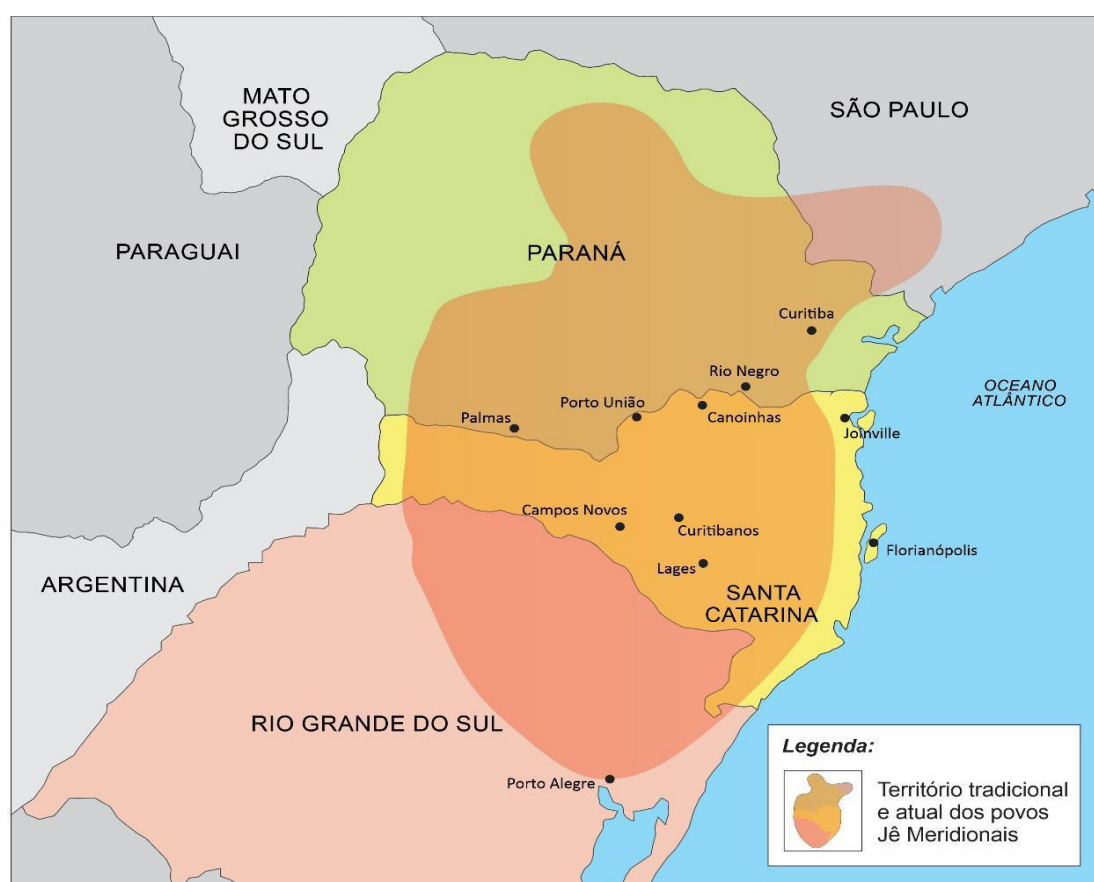 MATO
GROSSO
DO SUL
SÃO PAULO
PARAGUAI
PARANÁ
Curitiba
Rio Negro
OCEANO
ATLÂNTICO
Porto União
Canoinhas
Palmas
Joinville
Campos Novos
Curitibanos
Florianópolis
Lages
ARGENTINA
SANTA
CATARINA
RIO GRANDE DO SUL
Porto Alegre
Legenda:
Território tradicional
e atual dos povos
Jê Meridionais